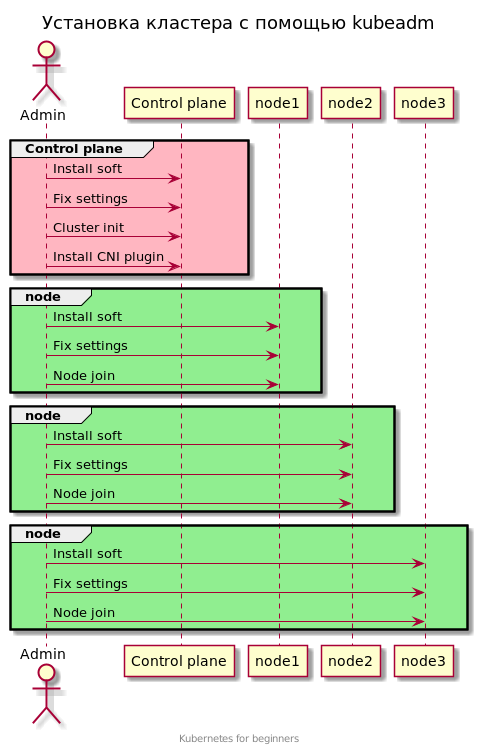 Установка кластера с помощью kubeadm
Admin
Control plane
node1
node2
node3
Control plane
Install soft
Fix settings
Cluster init
Install CNI plugin
node
Install soft
Fix settings
Node join
node
Install soft
Fix settings
Node join
node
Install soft
Fix settings
Node join
Admin
Control plane
node1
node2
node3
Kubernetes for beginners